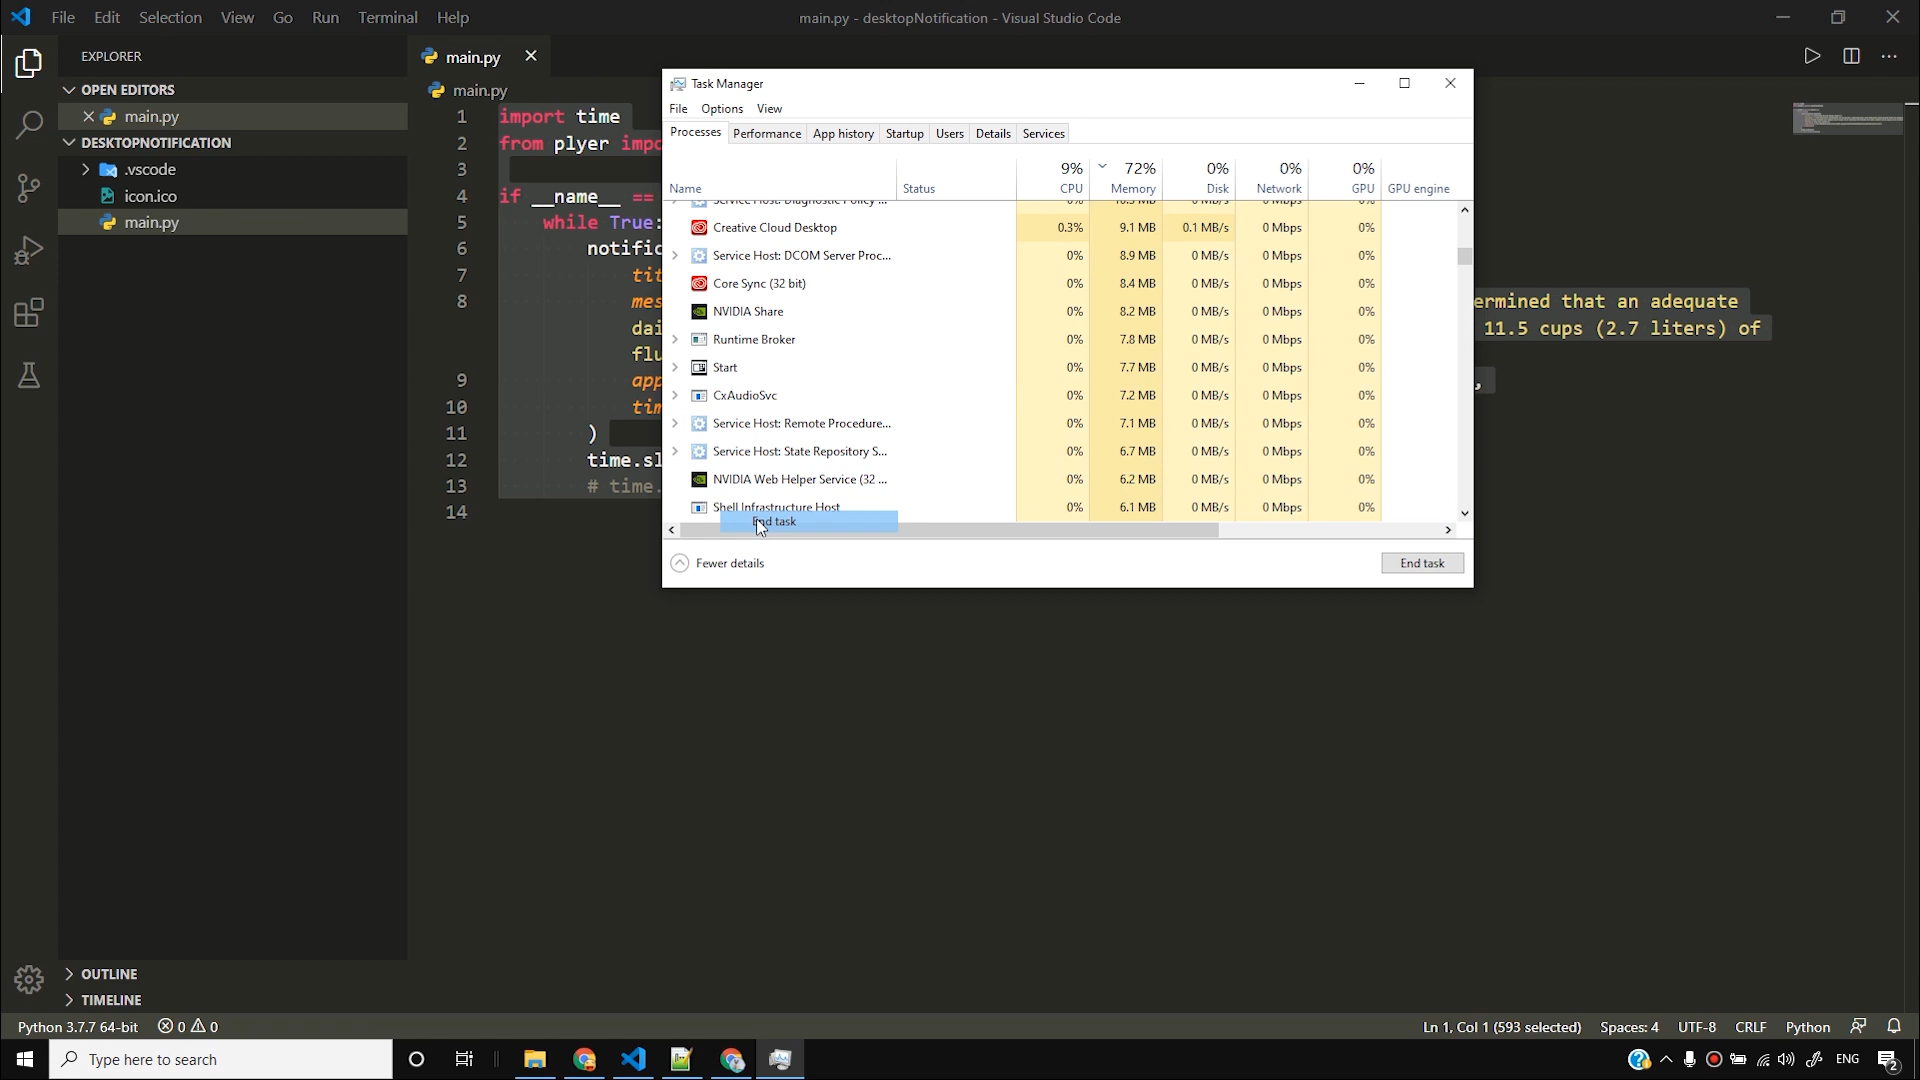 File Edit Selection View Go Run Terminal Help
main.py - desktopNotification - Visual Studio Code
EXPLORER
OPEN EDITORS
main.py
DESKTOPNOTIFICATION
.vscode
icon.ico
main.py
OUTLINE
TIMELINE
main.py
main.py
1 import time
2 from plyer impo
3
4 if __name__ ==
5 while True:
6 notific
7 tit
8 mes ermined that an adequate
dai 11.5 cups (2.7 liters) of
flu
9 app ,
10 tim
11 )
12 time.sl
13 # time.
14
Task Manager
File Options View
Processes Performance App history Startup Users Details Services
9% 72% 0% 0% 0%
Name Status CPU Memory Disk Network GPU GPU engine
Service Host: Diagnostic Policy ... 0% 10.3 MB 0 MB/s 0 Mbps 0%
Creative Cloud Desktop 0.3% 9.1 MB 0.1 MB/s 0 Mbps 0%
Service Host: DCOM Server Proc... 0% 8.9 MB 0 MB/s 0 Mbps 0%
Core Sync (32 bit) 0% 8.4 MB 0 MB/s 0 Mbps 0%
NVIDIA Share 0% 8.2 MB 0 MB/s 0 Mbps 0%
Runtime Broker 0% 7.8 MB 0 MB/s 0 Mbps 0%
Start 0% 7.7 MB 0 MB/s 0 Mbps 0%
CxAudioSvc 0% 7.2 MB 0 MB/s 0 Mbps 0%
Service Host: Remote Procedure... 0% 7.1 MB 0 MB/s 0 Mbps 0%
Service Host: State Repository S... 0% 6.7 MB 0 MB/s 0 Mbps 0%
NVIDIA Web Helper Service (32 ... 0% 6.2 MB 0 MB/s 0 Mbps 0%
Shell Infrastructure Host 0% 6.1 MB 0 MB/s 0 Mbps 0%
End task
Fewer details
End task
Python 3.7.7 64-bit 0 0
Ln 1, Col 1 (593 selected) Spaces: 4 UTF-8 CRLF Python
Type here to search
ENG
2